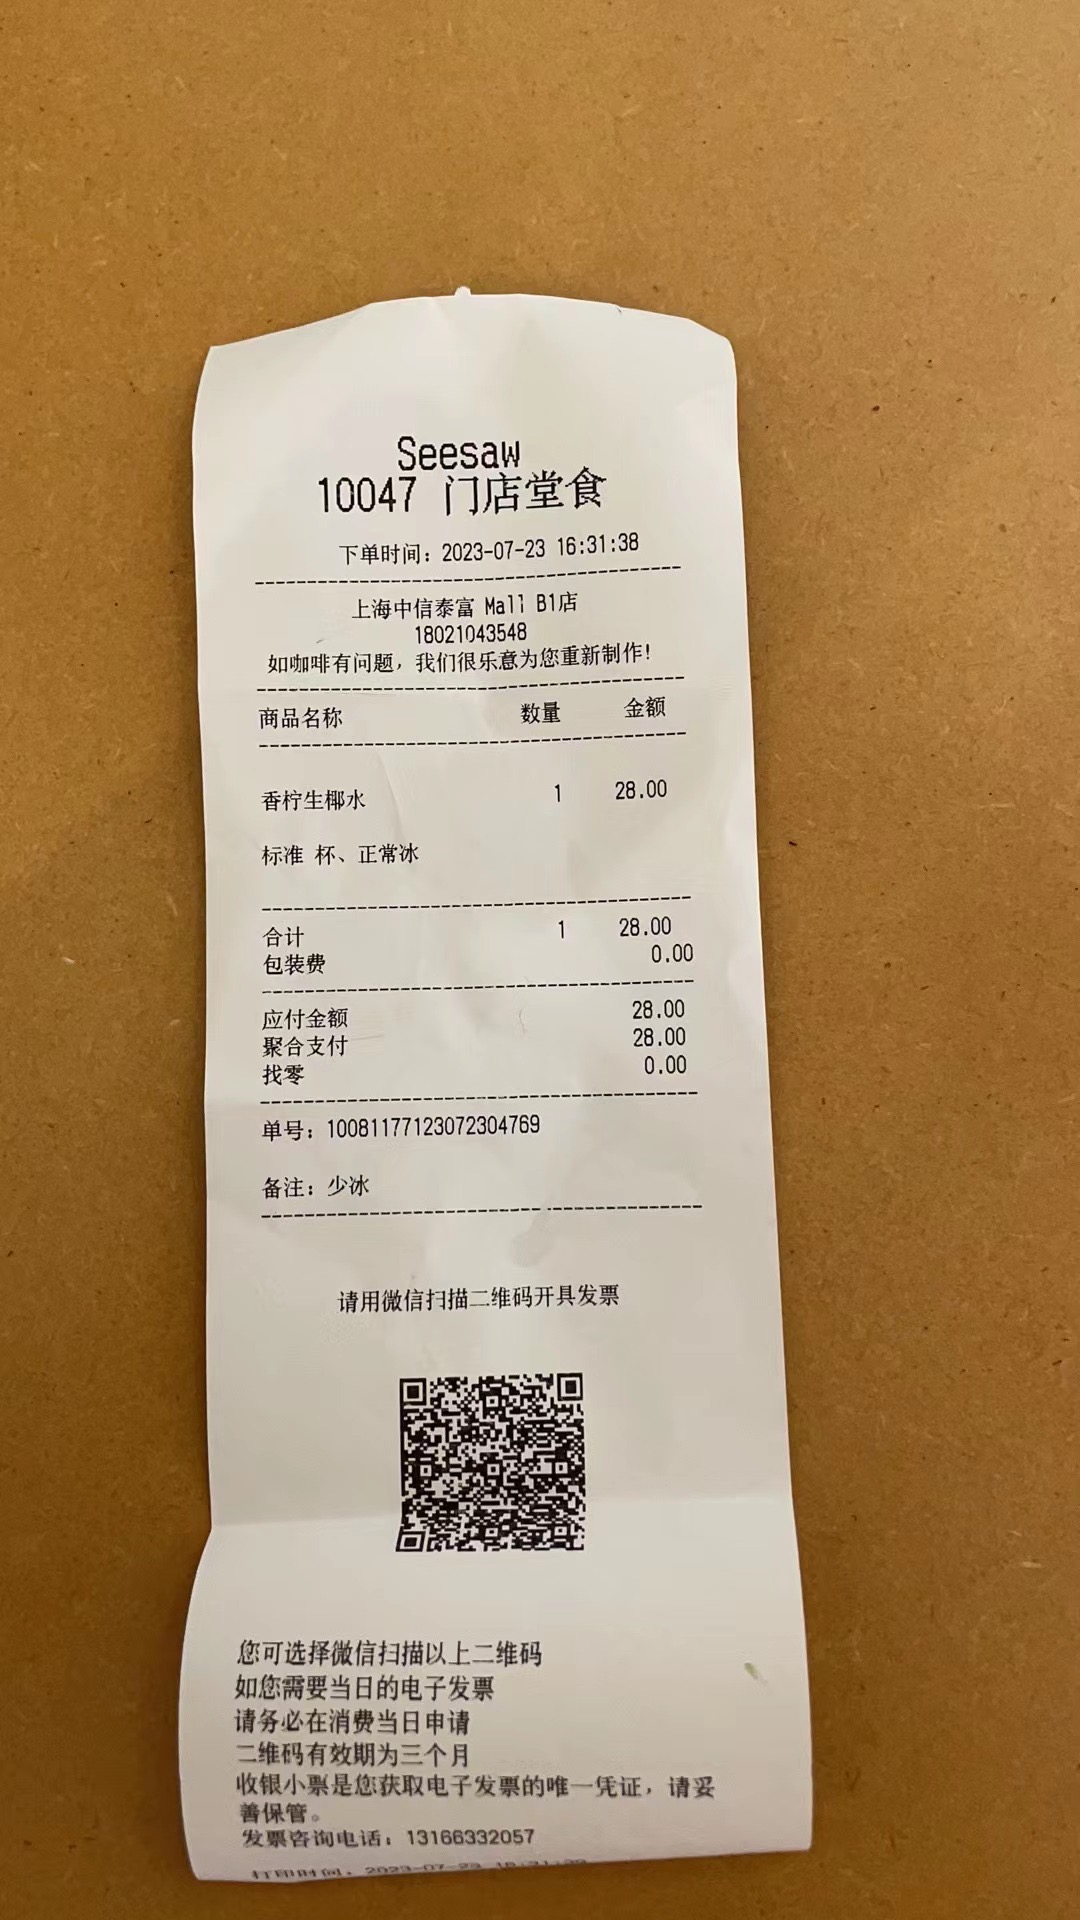 Seesaw
10047 门店堂食
下单时间：2023-07-23 16:31:38
上海中信泰富 Mall B1店
18021043548
如咖啡有问题，我们很乐意为您重新制作！
商品名称 数量 金额
香柠生椰水 1 28.00
标准 杯、正常冰
合计 1 28.00
包装费 0.00
应付金额 28.00
聚合支付 28.00
找零 0.00
单号：10081177123072304769
备注：少冰
请用微信扫描二维码开具发票
您可选择微信扫描以上二维码
如您需要当日的电子发票
请务必在消费当日申请
二维码有效期为三个月
收银小票是您获取电子发票的唯一凭证，请妥
善保管。
发票咨询电话：13166332057
打印时间：2023-07-23